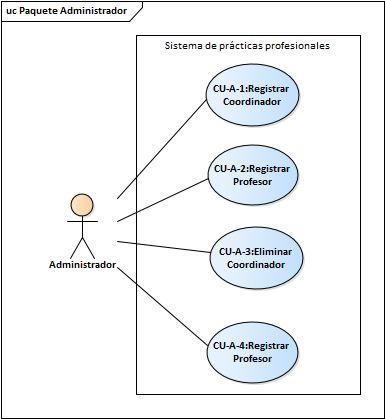 uc Paquete Administrador
Sistema de prácticas profesionales
CU-A-1:Registrar
Coordinador
CU-A-2:Registrar
Profesor
CU-A-3:Eliminar
Coordinador
Administrador
CU-A-4:Registrar
Profesor